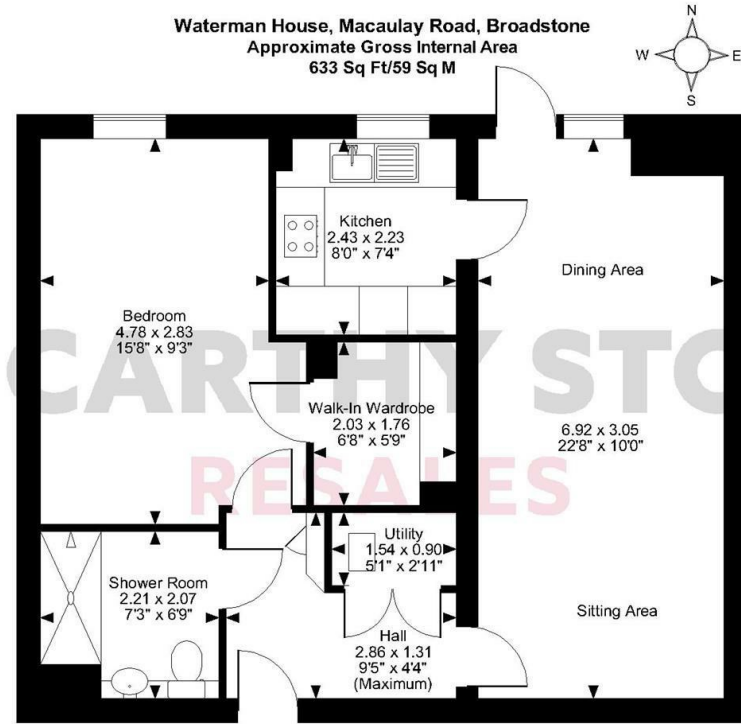 Waterman House, Macaulay Road, Broadstone
Approximate Gross Internal Area
633 Sq Ft/59 Sq M
N
W E
S
Kitchen
2.43 x 2.23
8'0" x 7'4"
Dining Area
Bedroom
4.78 x 2.83
15'8" x 9'3"
CARTHY STO
Walk-In Wardrobe
2.03 x 1.76
6'8" x 5'9"
6.92 x 3.05
22'8" x 10'0"
RESALES
Utility
1.54 x 0.90
5'1" x 2'11"
Shower Room
2.21 x 2.07
7'3" x 6'9"
Sitting Area
Hall
2.86 x 1.31
9'5" x 4'4"
(Maximum)